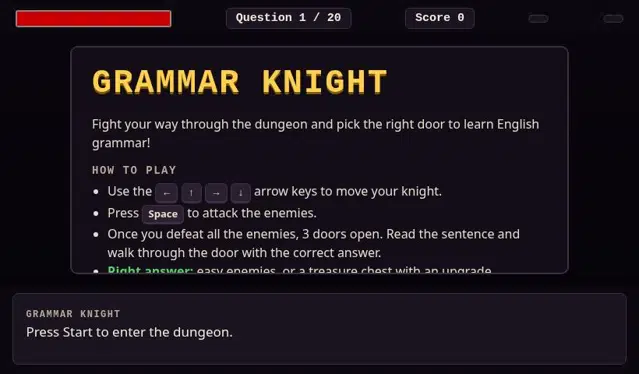 Question 1 / 20
Score 0
GRAMMAR KNIGHT
Fight your way through the dungeon and pick the right door to learn English
grammar!
HOW TO PLAY
• Use the ← ↑ → ↓ arrow keys to move your knight.
• Press Space to attack the enemies.
• Once you defeat all the enemies, 3 doors open. Read the sentence and
walk through the door with the correct answer.
• Right answer: easy enemies, or a treasure chest with an upgrade
GRAMMAR KNIGHT
Press Start to enter the dungeon.